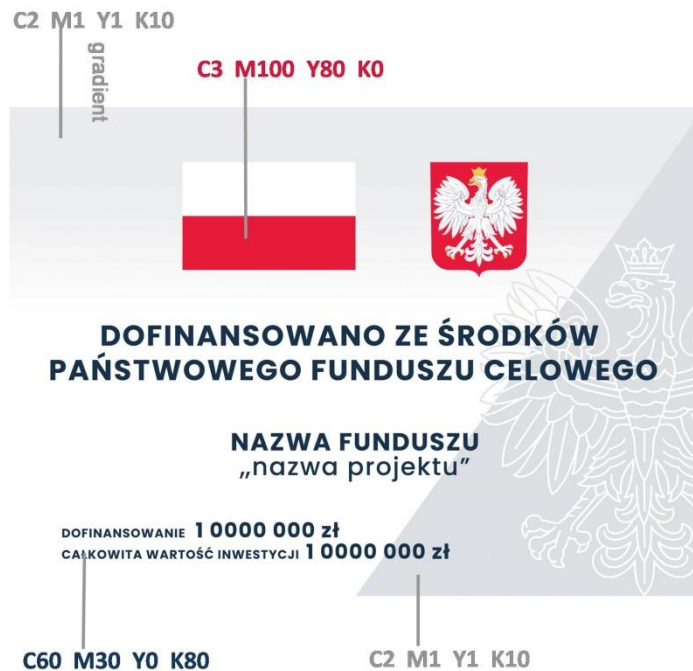 C2 M1 Y1 K10
gradient
C3 M100 Y80 K0
DOFINANSOWANO ZE ŚRODKÓW
PAŃSTWOWEGO FUNDUSZU CELOWEGO
NAZWA FUNDUSZU
„nazwa projektu”
DOFINANSOWANIE 1 0000 000 zł
CAŁKOWITA WARTOŚĆ INWESTYCJI 1 0000 000 zł
C60 M30 Y0 K80
C2 M1 Y1 K10